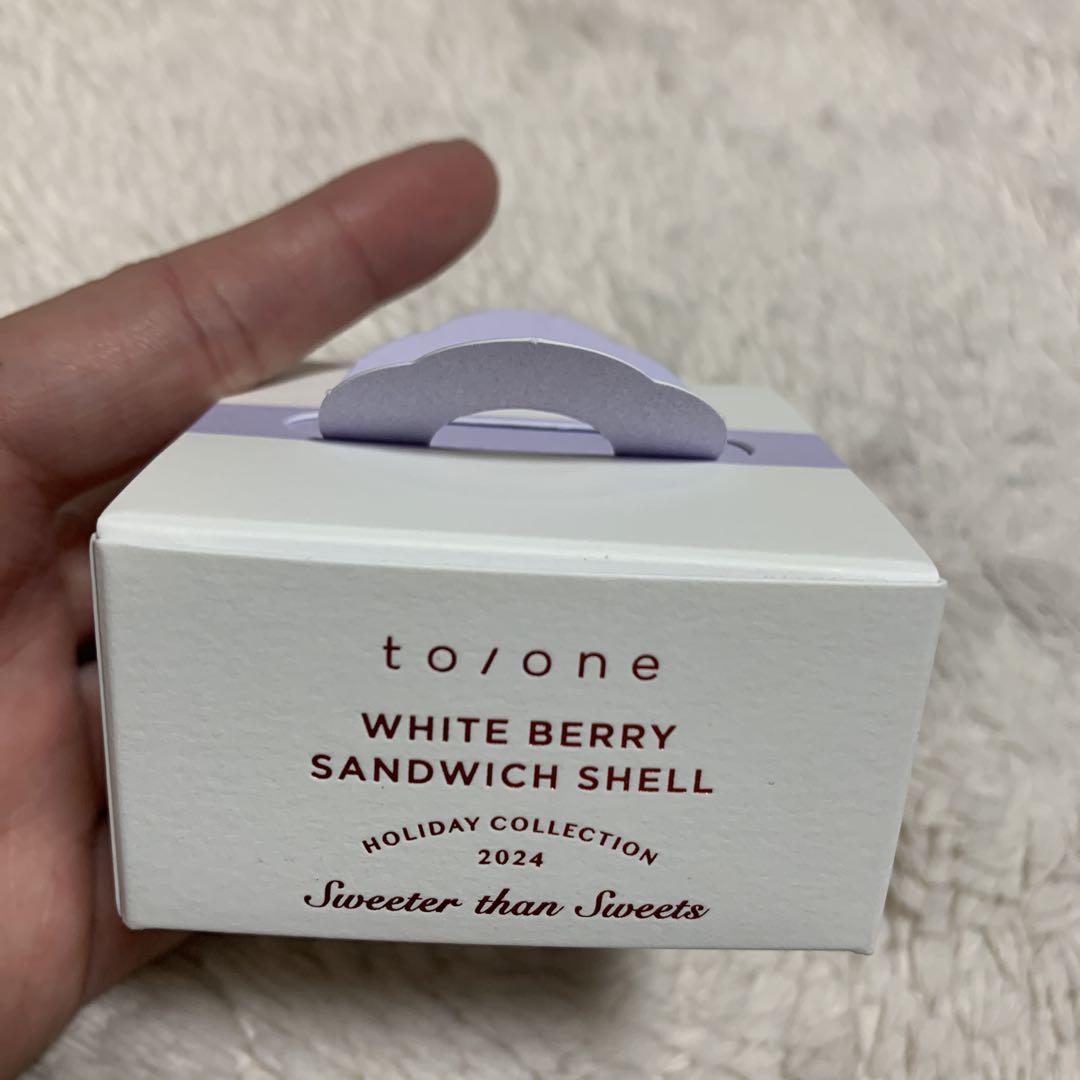 to/one
WHITE BERRY
SANDWICH SHELL
HOLIDAY COLLECTION
2024
Sweeter than Sweets